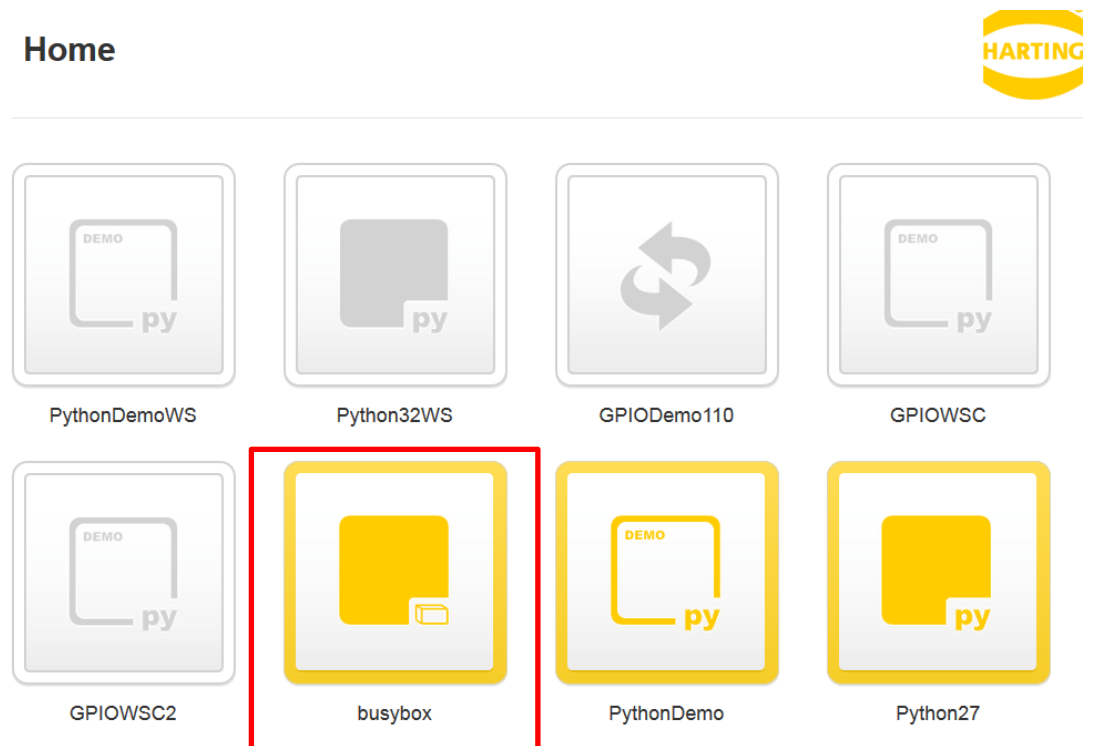 Home
HARTING
DEMO
py
py
DEMO
py
PythonDemoWS
Python32WS
GPIODemo110
GPIOWSC
DEMO
py
DEMO
py
py
GPIOWSC2
busybox
PythonDemo
Python27